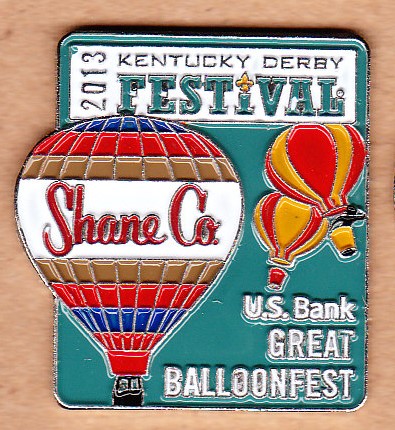 2013
KENTUCKY DERBY
FESTIVAL
Shane Co.
U.S. Bank
GREAT
BALLOONFEST